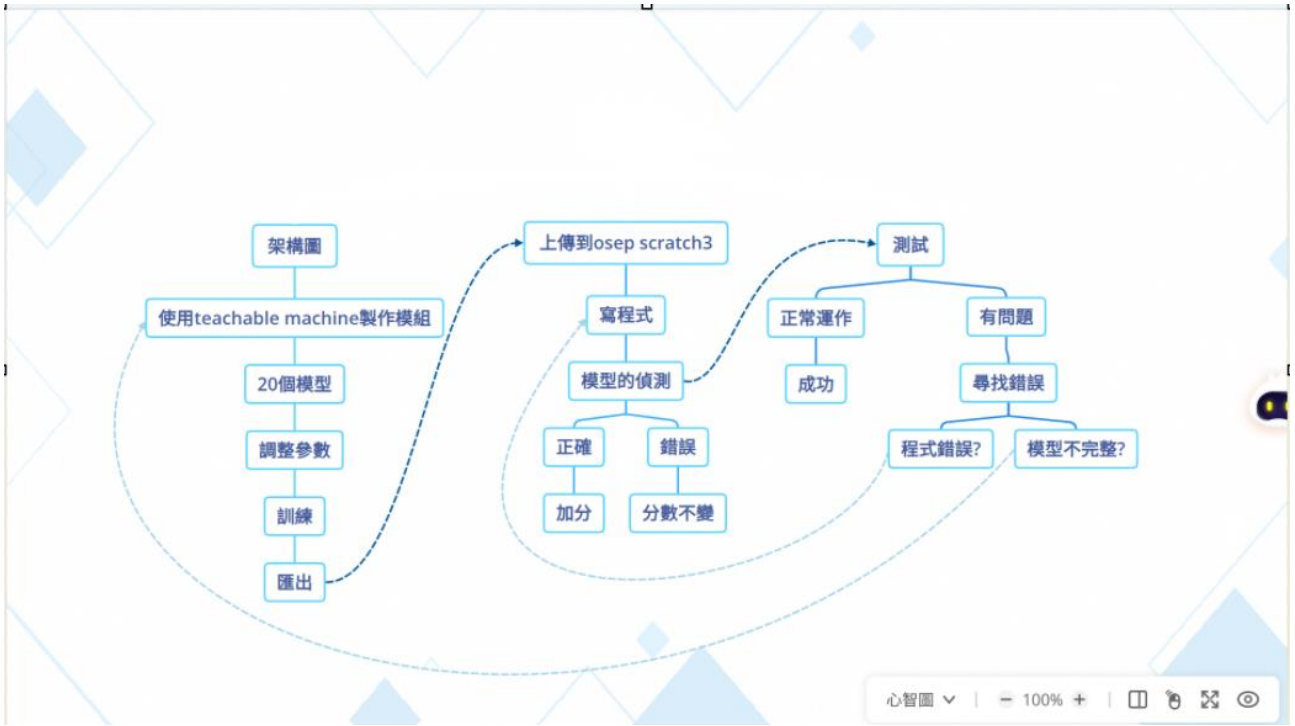 架構圖
使用teachable machine製作模組
20個模型
調整參數
訓練
匯出
上傳到osep scratch3
寫程式
模型的偵測
正確
錯誤
加分
分數不變
測試
正常運作
有問題
成功
尋找錯誤
程式錯誤?
模型不完整?
心智圖
100%